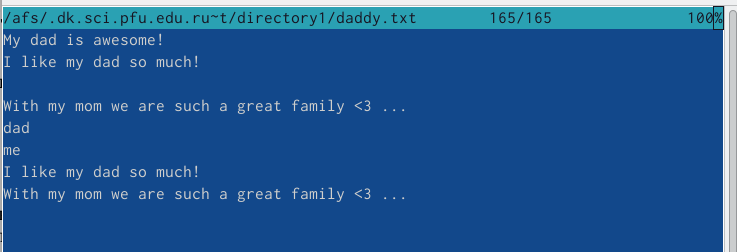 /afs/.dk.sci.pfu.edu.ru~t/directory1/daddy.txt 165/165 100%
My dad is awesome!
I like my dad so much!

With my mom we are such a great family <3 ...
dad
me
I like my dad so much!
With my mom we are such a great family <3 ...